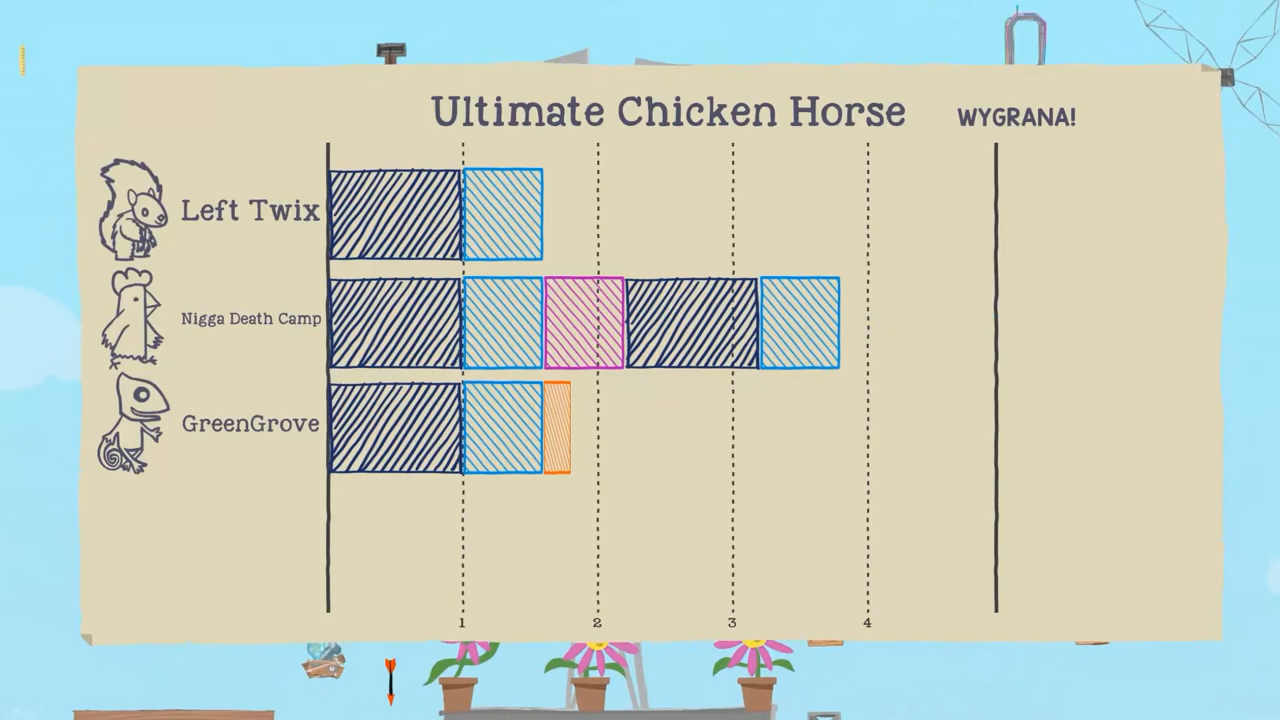 Ultimate Chicken Horse WYGRANA!
Left Twix
Nigga Death Camp
GreenGrove
1 2 3 4